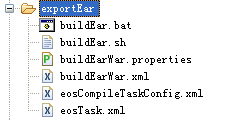 exportEar
buildEar.bat
buildEar.sh
buildEarWar.properties
buildEarWar.xml
eosCompileTaskConfig.xml
eosTask.xml